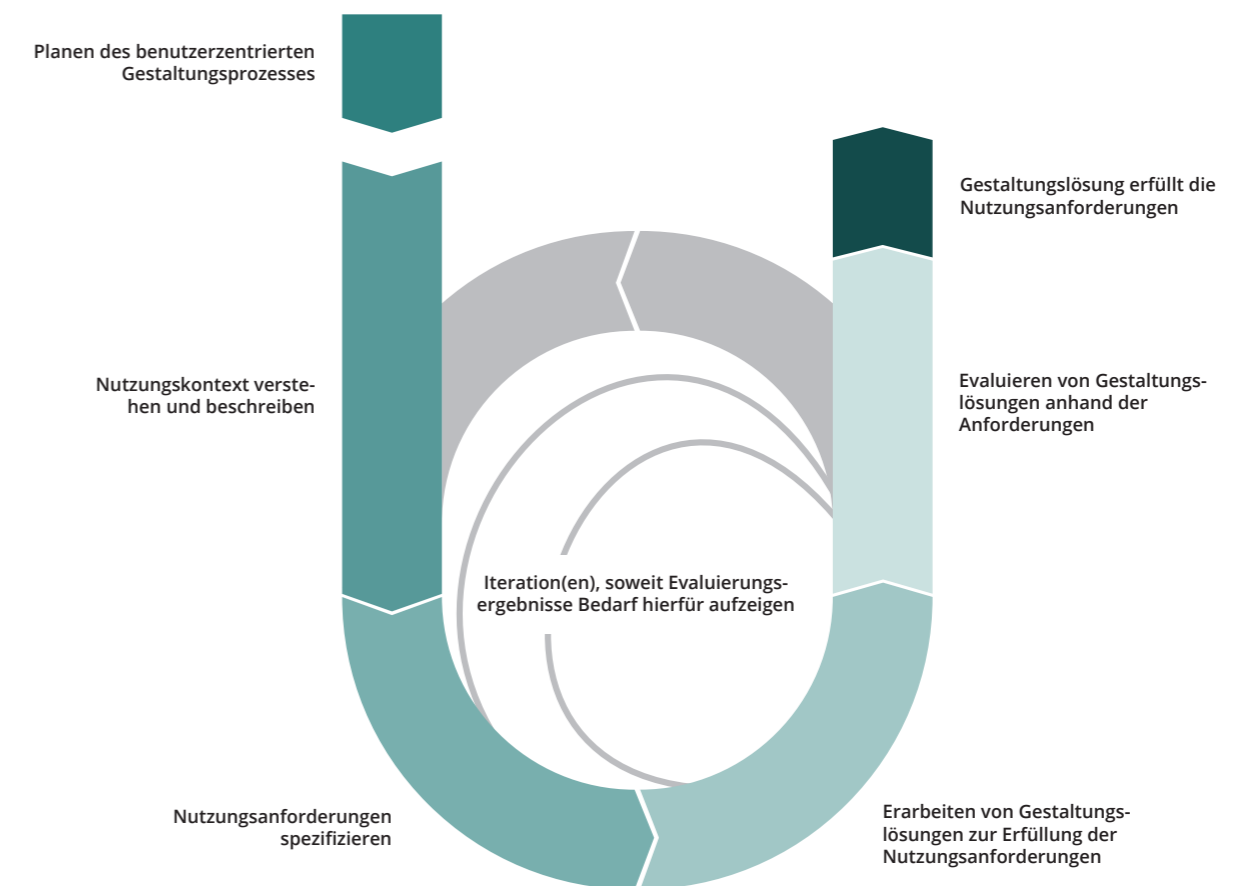 Planen des benutzerzentrierten
Gestaltungsprozesses
Gestaltungslösung erfüllt die
Nutzungsanforderungen
Nutzungskontext verste-
hen und beschreiben
Evaluieren von Gestaltungs-
lösungen anhand der
Anforderungen
Iteration(en), soweit Evaluierungs-
ergebnisse Bedarf hierfür aufzeigen
Nutzungsanforderungen
spezifizieren
Erarbeiten von Gestaltungs-
lösungen zur Erfüllung der
Nutzungsanforderungen